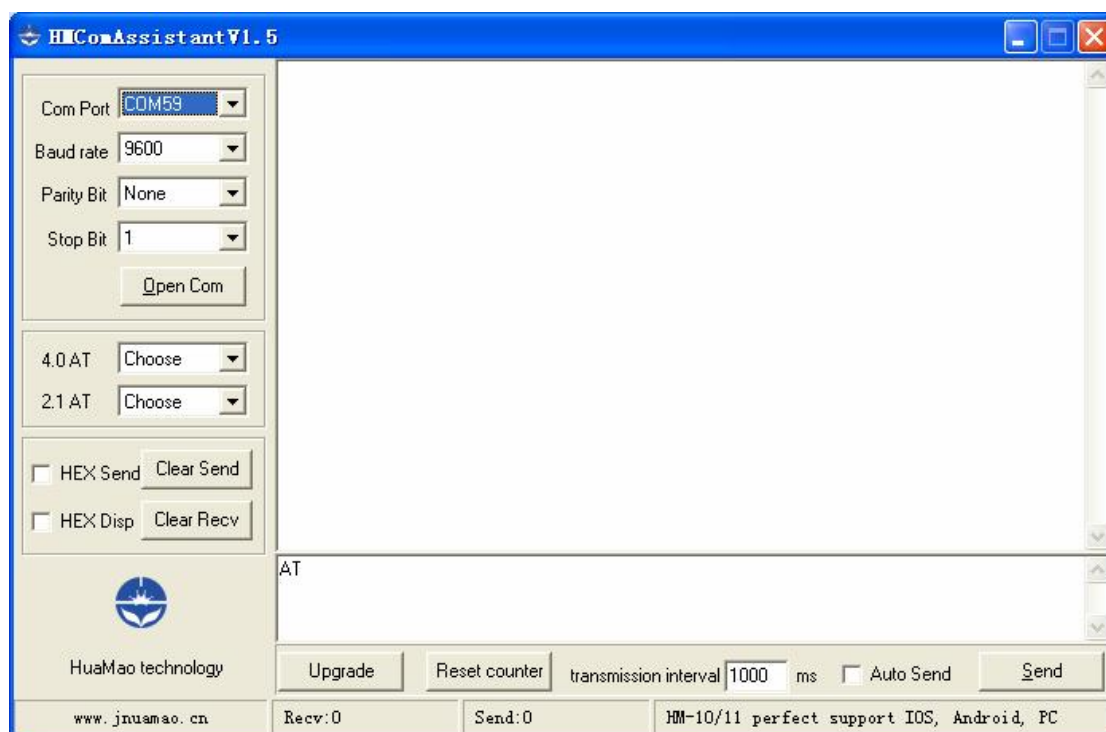 HMComAssistantV1.5
Com Port COM59
Baud rate 9600
Parity Bit None
Stop Bit 1
Open Com
4.0 AT Choose
2.1 AT Choose
HEX Send Clear Send
HEX Disp Clear Recv
AT
HuaMao technology
Upgrade Reset counter transmission interval 1000 ms Auto Send Send
www.jnuamao.cn Recv:0 Send:0 HM-10/11 perfect support IOS, Android, PC